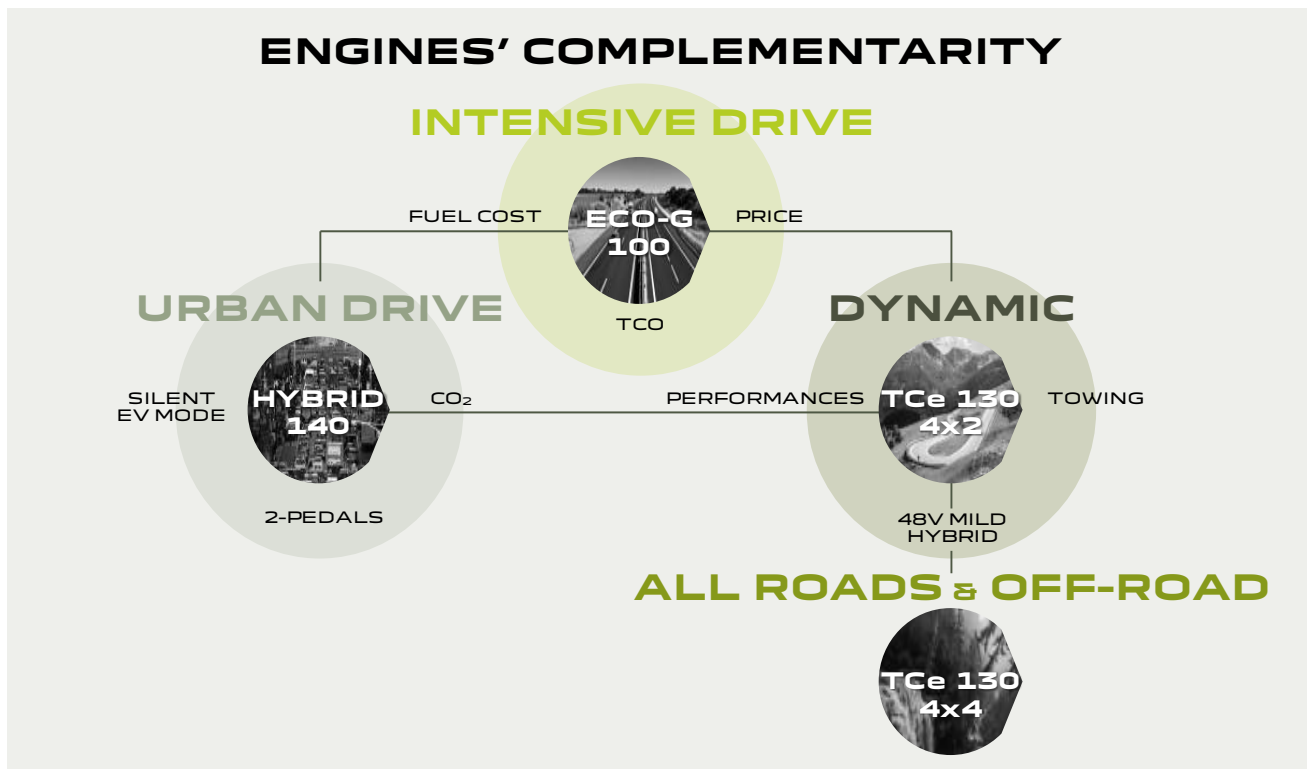 ENGINES’ COMPLEMENTARITY
INTENSIVE DRIVE
FUEL COST
ECO-G
100
PRICE
TCO
URBAN DRIVE
SILENT
EV MODE
HYBRID
140
CO₂
2-PEDALS
DYNAMIC
PERFORMANCES
TCe 130
4x2
TOWING
48V MILD
HYBRID
ALL ROADS & OFF-ROAD
TCe 130
4x4